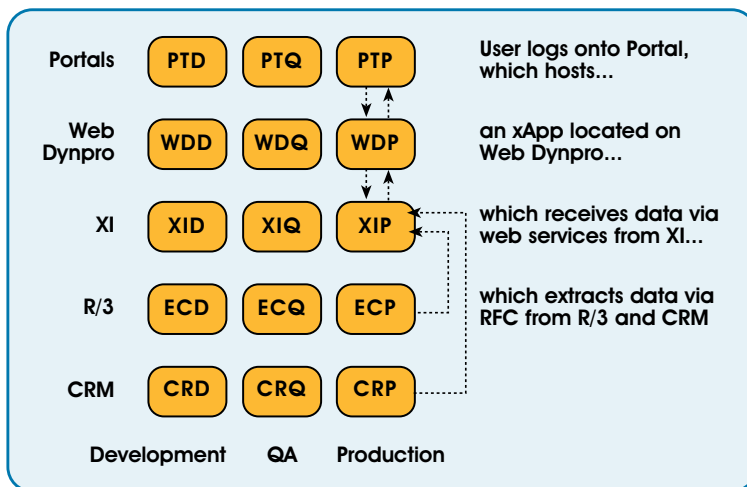 Portals PTD PTQ PTP User logs onto Portal,
which hosts...
Web
Dynpro WDD WDQ WDP an xApp located on
Web Dynpro...
XI XID XIQ XIP which receives data via
web services from XI...
R/3 ECD ECQ ECP which extracts data via
RFC from R/3 and CRM
CRM CRD CRQ CRP
Development QA Production